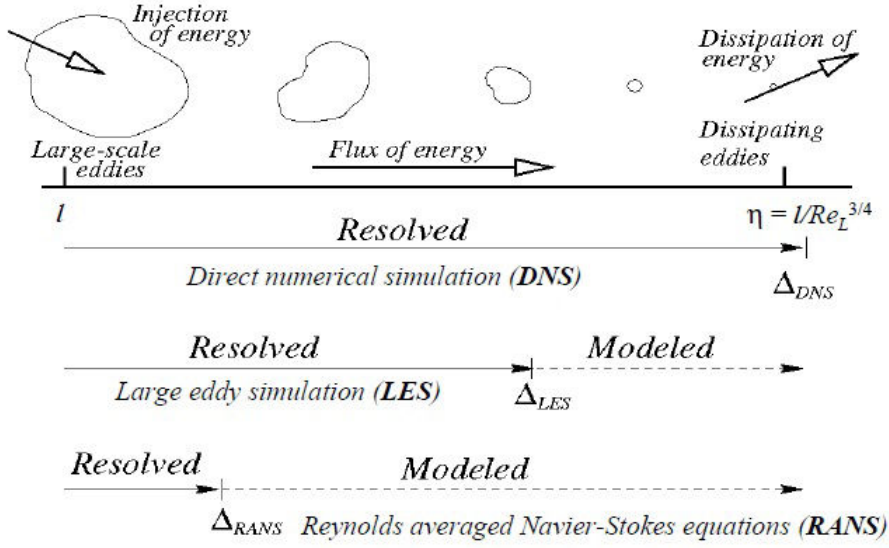 Injection
of energy
Dissipation of
energy
Large-scale
eddies
Flux of energy
Dissipating
eddies
l
η = l/Re_L^{3/4}
Resolved
Direct numerical simulation (DNS)
Δ_DNS
Resolved
Modeled
Large eddy simulation (LES)
Δ_LES
Resolved
Modeled
Δ_RANS
Reynolds averaged Navier-Stokes equations (RANS)